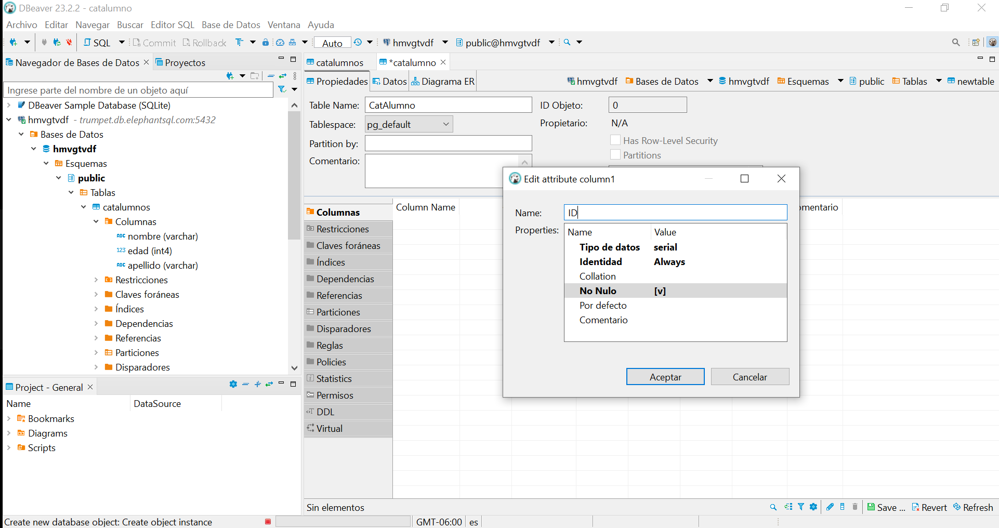 DBeaver 23.2.2 - catalumno
Archivo Editar Navegar Buscar Editor SQL Base de Datos Ventana Ayuda
SQL Commit Rollback Auto hmvgtvdf public@hmvgtvdf
Navegador de Bases de Datos Proyectos
Ingrese parte del nombre de un objeto aquí
DBeaver Sample Database (SQLite)
hmvgtvdf - trumpet.db.elephantsql.com:5432
Bases de Datos
hmvgtvdf
Esquemas
public
Tablas
catalumnos
Columnas
ABC nombre (varchar)
123 edad (int4)
ABC apellido (varchar)
Restricciones
Claves foráneas
Índices
Dependencias
Referencias
Particiones
Disparadores
Project - General
Name DataSource
Bookmarks
Diagrams
Scripts
catalumnos *catalumno
Propiedades Datos Diagrama ER hmvgtvdf Bases de Datos hmvgtvdf Esquemas public Tablas newtable
Table Name: CatAlumno
Tablespace: pg_default
Partition by:
Comentario:
ID Objeto: 0
Propietario: N/A
Has Row-Level Security
Partitions
Columnas
Restricciones
Claves foráneas
Índices
Dependencias
Referencias
Particiones
Disparadores
Reglas
Policies
Statistics
Permisos
DDL
Virtual
Column Name omentario
Edit attribute column1
Name: ID
Properties:
Name Value
Tipo de datos serial
Identidad Always
Collation
No Nulo [v]
Por defecto
Comentario
Aceptar Cancelar
Sin elementos Save ... Revert Refresh
Create new database object: Create object instance GMT-06:00 es